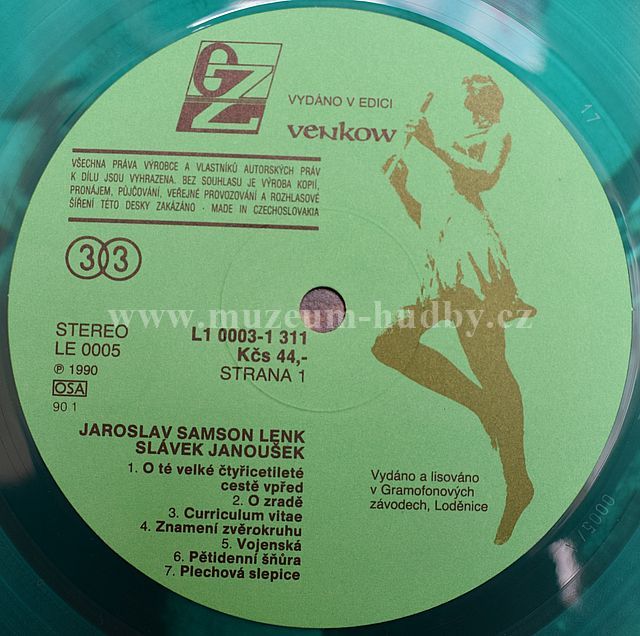 GZ
VYDÁNO V EDICI
VENKOW
VŠECHNA PRÁVA VÝROBCE A VLASTNÍKŮ AUTORSKÝCH PRÁV
K DÍLU JSOU VYHRAZENA. BEZ SOUHLASU JE VÝROBA KOPIÍ,
PRONÁJEM, PŮJČOVÁNÍ, VEŘEJNÉ PROVOZOVÁNÍ A ROZHLASOVÉ
ŠÍŘENÍ TÉTO DESKY ZAKÁZÁNO · MADE IN CZECHOSLOVAKIA
33
www.muzeum-hudby.cz
STEREO
LE 0005
℗ 1990
OSA
90 1
L1 0003-1 311
Kčs 44,-
STRANA 1
JAROSLAV SAMSON LENK
SLÁVEK JANOUŠEK
1. O té velké čtyřicetileté
cestě vpřed
2. O zradě
3. Curriculum vitae
4. Znamení zvěrokruhu
5. Vojenská
6. Pětidenní šňůra
7. Plechová slepice
Vydáno a lisováno
v Gramofonových
závodech, Loděnice
17